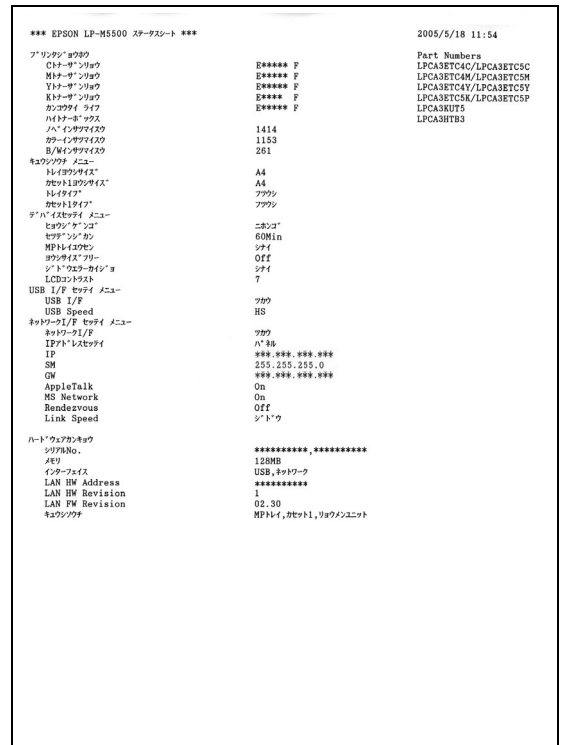 *** EPSON LP-M5500 ステータスシート *** 2005/5/18 11:54
プリンタジョウホウ Part Numbers
Cトナーザンリョウ E***** F LPCA3ETC4C/LPCA3ETC5C
Mトナーザンリョウ E***** F LPCA3ETC4M/LPCA3ETC5M
Yトナーザンリョウ E***** F LPCA3ETC4Y/LPCA3ETC5Y
Kトナーザンリョウ E**** F LPCA3ETC5K/LPCA3ETC5P
カンコウタイ ライフ E***** F LPCA3KUT5
ハイトナーボックス LPCA3HTB3
ノベインサツマイスウ 1414
カラーインサツマイスウ 1153
B/Wインサツマイスウ 261
キュウシソウチ メニュー
トレイヨウシサイズ A4
カセット1ヨウシサイズ A4
トレイタイプ フツウシ
カセット1タイプ フツウシ
デバイスセッテイ メニュー
ヒョウジゲンゴ ニホンゴ
セツデンジカン 60Min
MPトレイユウセン シナイ
ヨウシサイズフリー Off
ジドウエラーカイジョ シナイ
LCDコントラスト 7
USB I/F セッテイ メニュー
USB I/F ツカウ
USB Speed HS
ネットワークI/F セッテイ メニュー
ネットワークI/F ツカウ
IPアドレスセッテイ パネル
IP ***.***.***.***
SM 255.255.255.0
GW ***.***.***.***
AppleTalk On
MS Network On
Rendezvous Off
Link Speed ジドウ
ハードウェアカンキョウ
シリアルNo. **********,**********
メモリ 128MB
インターフェイス USB,ネットワーク
LAN HW Address **********
LAN HW Revision 1
LAN FW Revision 02.30
キュウシソウチ MPトレイ,カセット1,リョウメンユニット